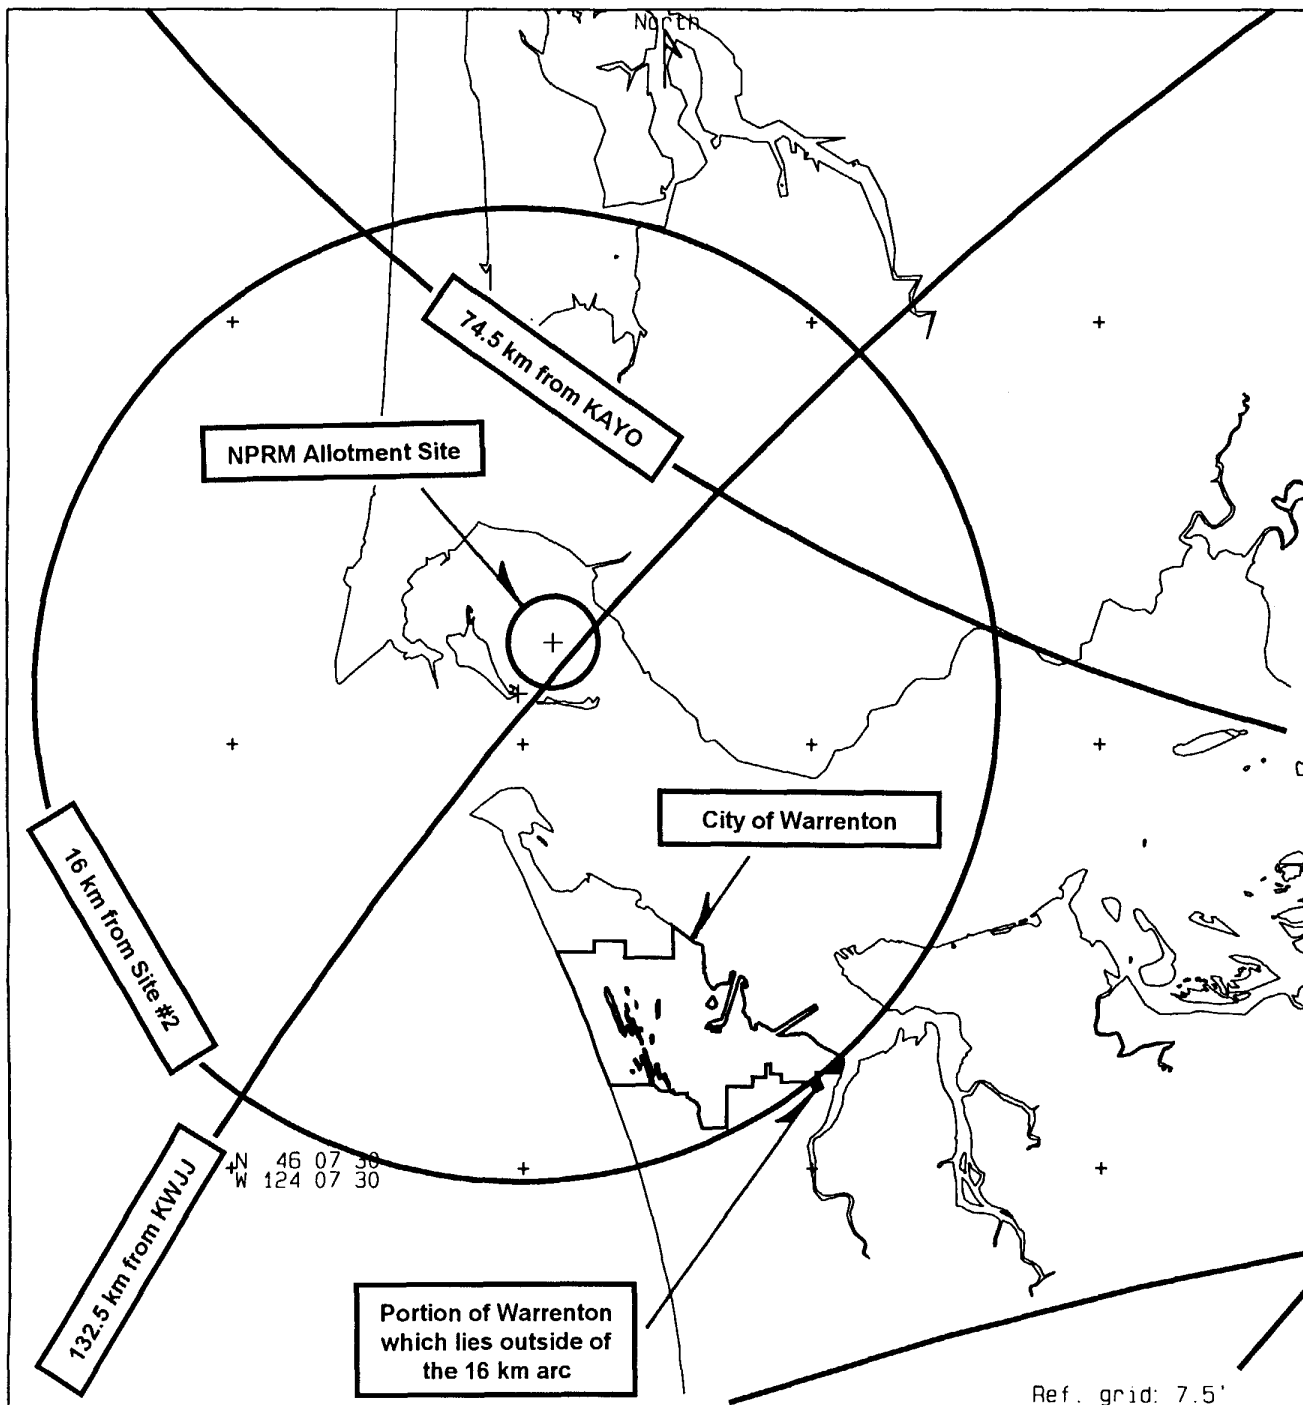 North
74.5 km from KAYO
NPRM Allotment Site
City of Warrenton
16 km from Site #2
N 46 07 30
W 124 07 30
132.5 km from KWJJ
Portion of Warrenton
which lies outside of
the 16 km arc
Ref. grid: 7.5'